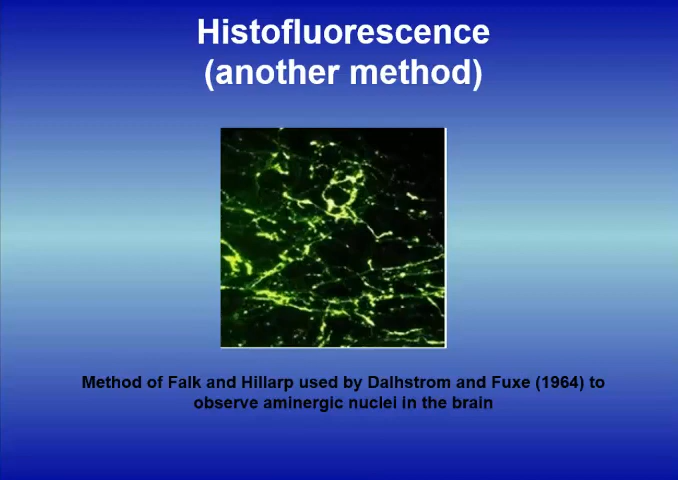 Histofluorescence
(another method)
Method of Falk and Hillarp used by Dalhstrom and Fuxe (1964) to
observe aminergic nuclei in the brain